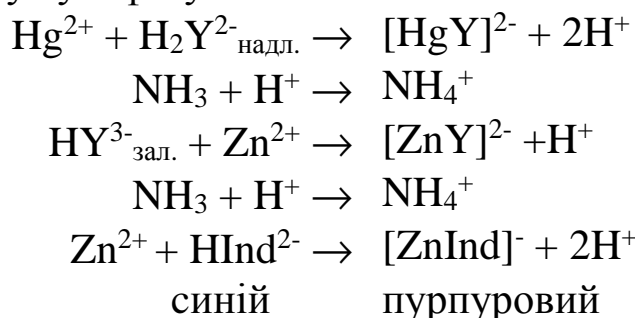 Hg²⁺ + H₂Y²⁻надл. → [HgY]²⁻ + 2H⁺
NH₃ + H⁺ → NH₄⁺
HY³⁻зал. + Zn²⁺ → [ZnY]²⁻ +H⁺
NH₃ + H⁺ → NH₄⁺
Zn²⁺ + HInd²⁻ → [ZnInd]⁻ + 2H⁺
синій пурпуровий